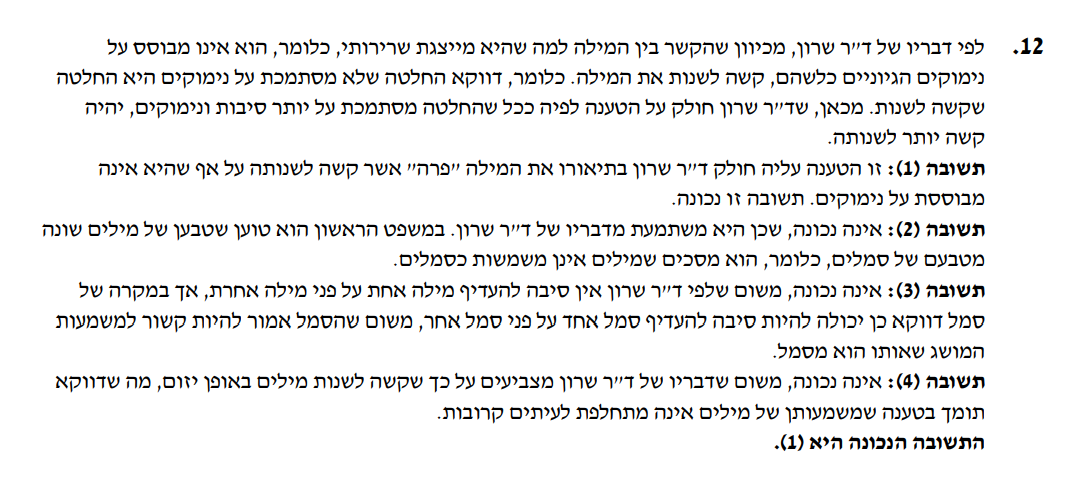 12. לפי דבריו של ד״ר שרון, מכיוון שהקשר בין המילה למה שהיא מייצגת שרירותי, כלומר, הוא אינו מבוסס על
נימוקים הגיוניים כלשהם, קשה לשנות את המילה. כלומר, דווקא החלטה שלא מסתמכת על נימוקים היא החלטה
שקשה לשנות. מכאן, שד״ר שרון חולק על הטענה לפיה ככל שהחלטה מסתמכת על יותר סיבות ונימוקים, יהיה
קשה יותר לשנותה.
תשובה (1): זו הטענה עליה חולק ד״ר שרון בתיאורו את המילה ״פרה״ אשר קשה לשנותה על אף שהיא אינה
מבוססת על נימוקים. תשובה זו נכונה.
תשובה (2): אינה נכונה, שכן היא משתמעת מדבריו של ד״ר שרון. במשפט הראשון הוא טוען שטבען של מילים שונה
מטבעם של סמלים, כלומר, הוא מסכים שמילים אינן משמשות כסמלים.
תשובה (3): אינה נכונה, משום שלפי ד״ר שרון אין סיבה להעדיף מילה אחת על פני מילה אחרת, אך במקרה של
סמל דווקא כן יכולה להיות סיבה להעדיף סמל אחד על פני סמל אחר, משום שהסמל אמור להיות קשור למשמעות
המושג שאותו הוא מסמל.
תשובה (4): אינה נכונה, משום שדבריו של ד״ר שרון מצביעים על כך שקשה לשנות מילים באופן יזום, מה שדווקא
תומך בטענה שמשמעותן של מילים אינה מתחלפת לעיתים קרובות.
התשובה הנכונה היא (1).